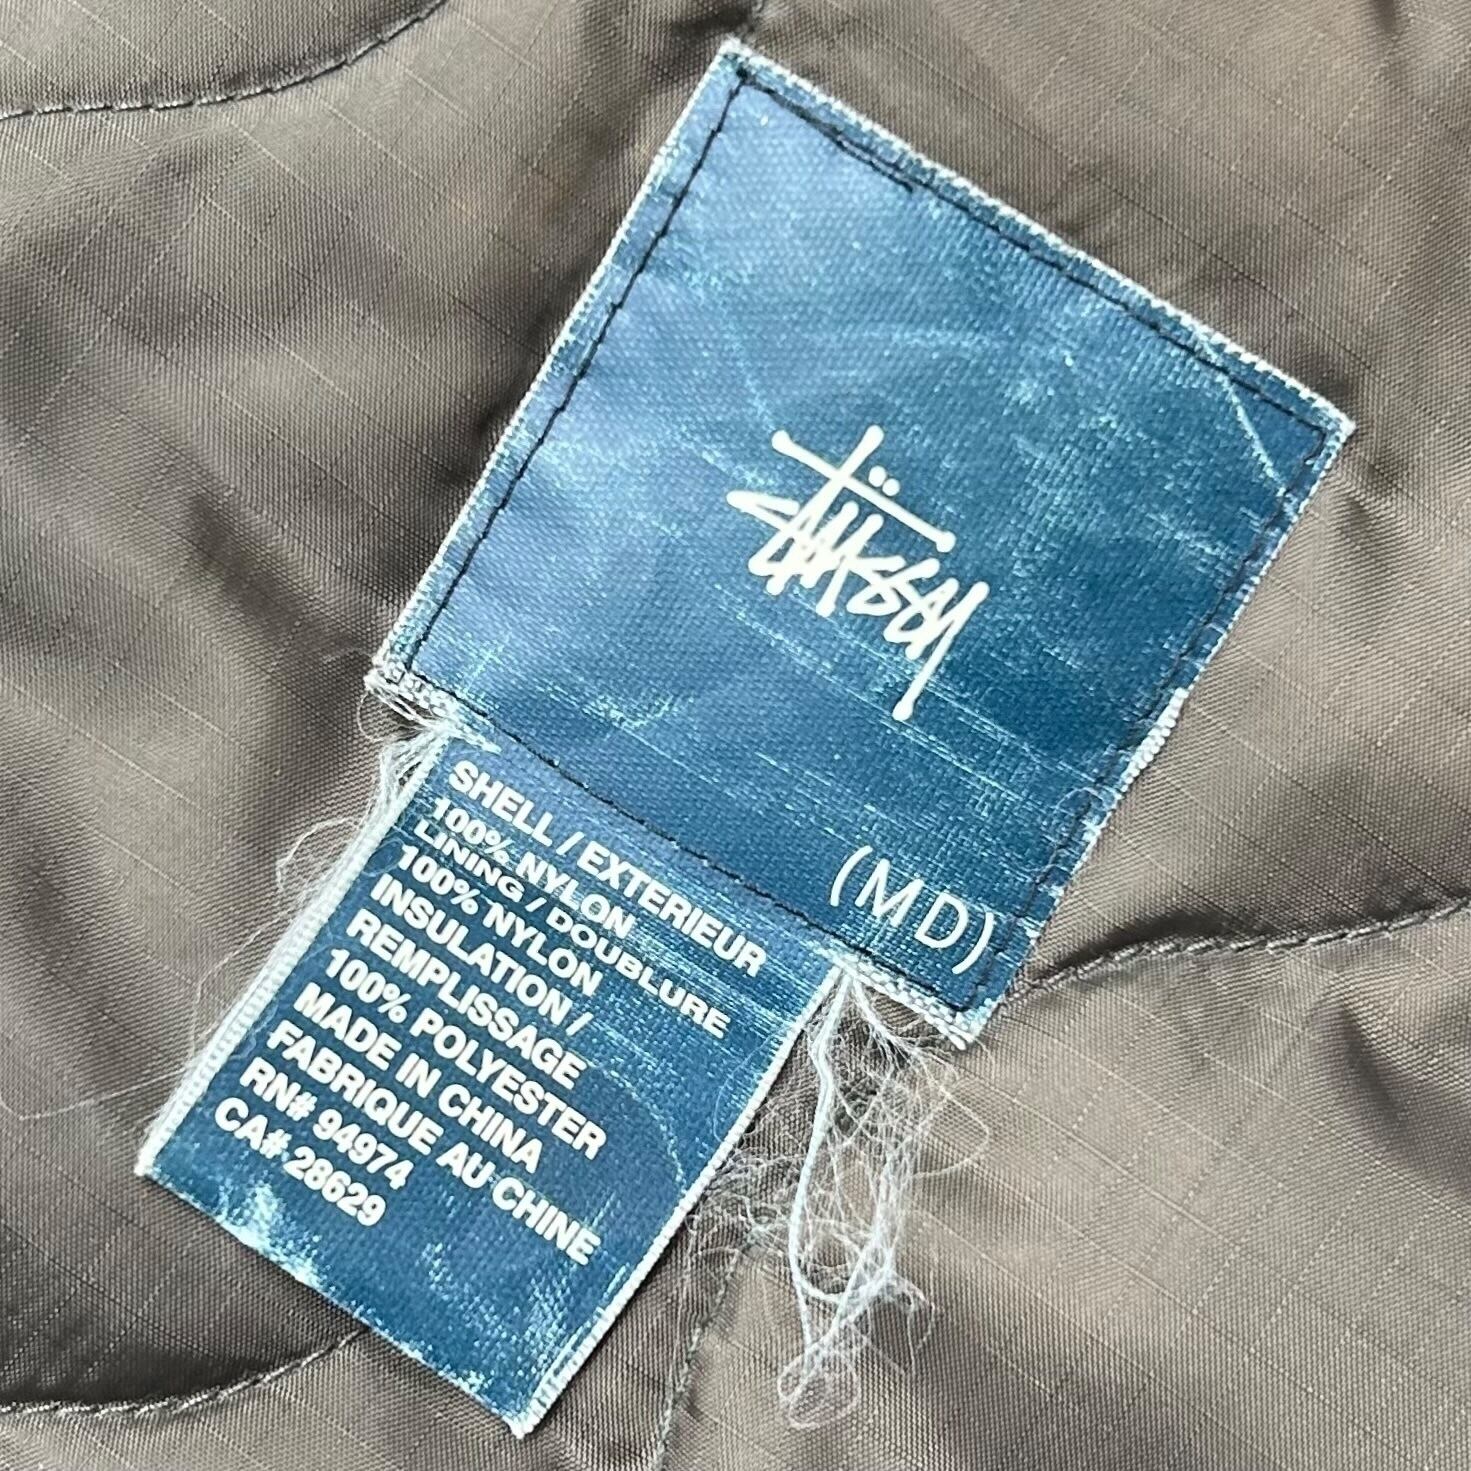 stüssy
(MD)
SHELL / EXTERIEUR
100% NYLON
LINING / DOUBLURE
100% NYLON
INSULATION /
REMPLISSAGE
100% POLYESTER
MADE IN CHINA
FABRIQUE AU CHINE
RN# 94974
CA# 28629